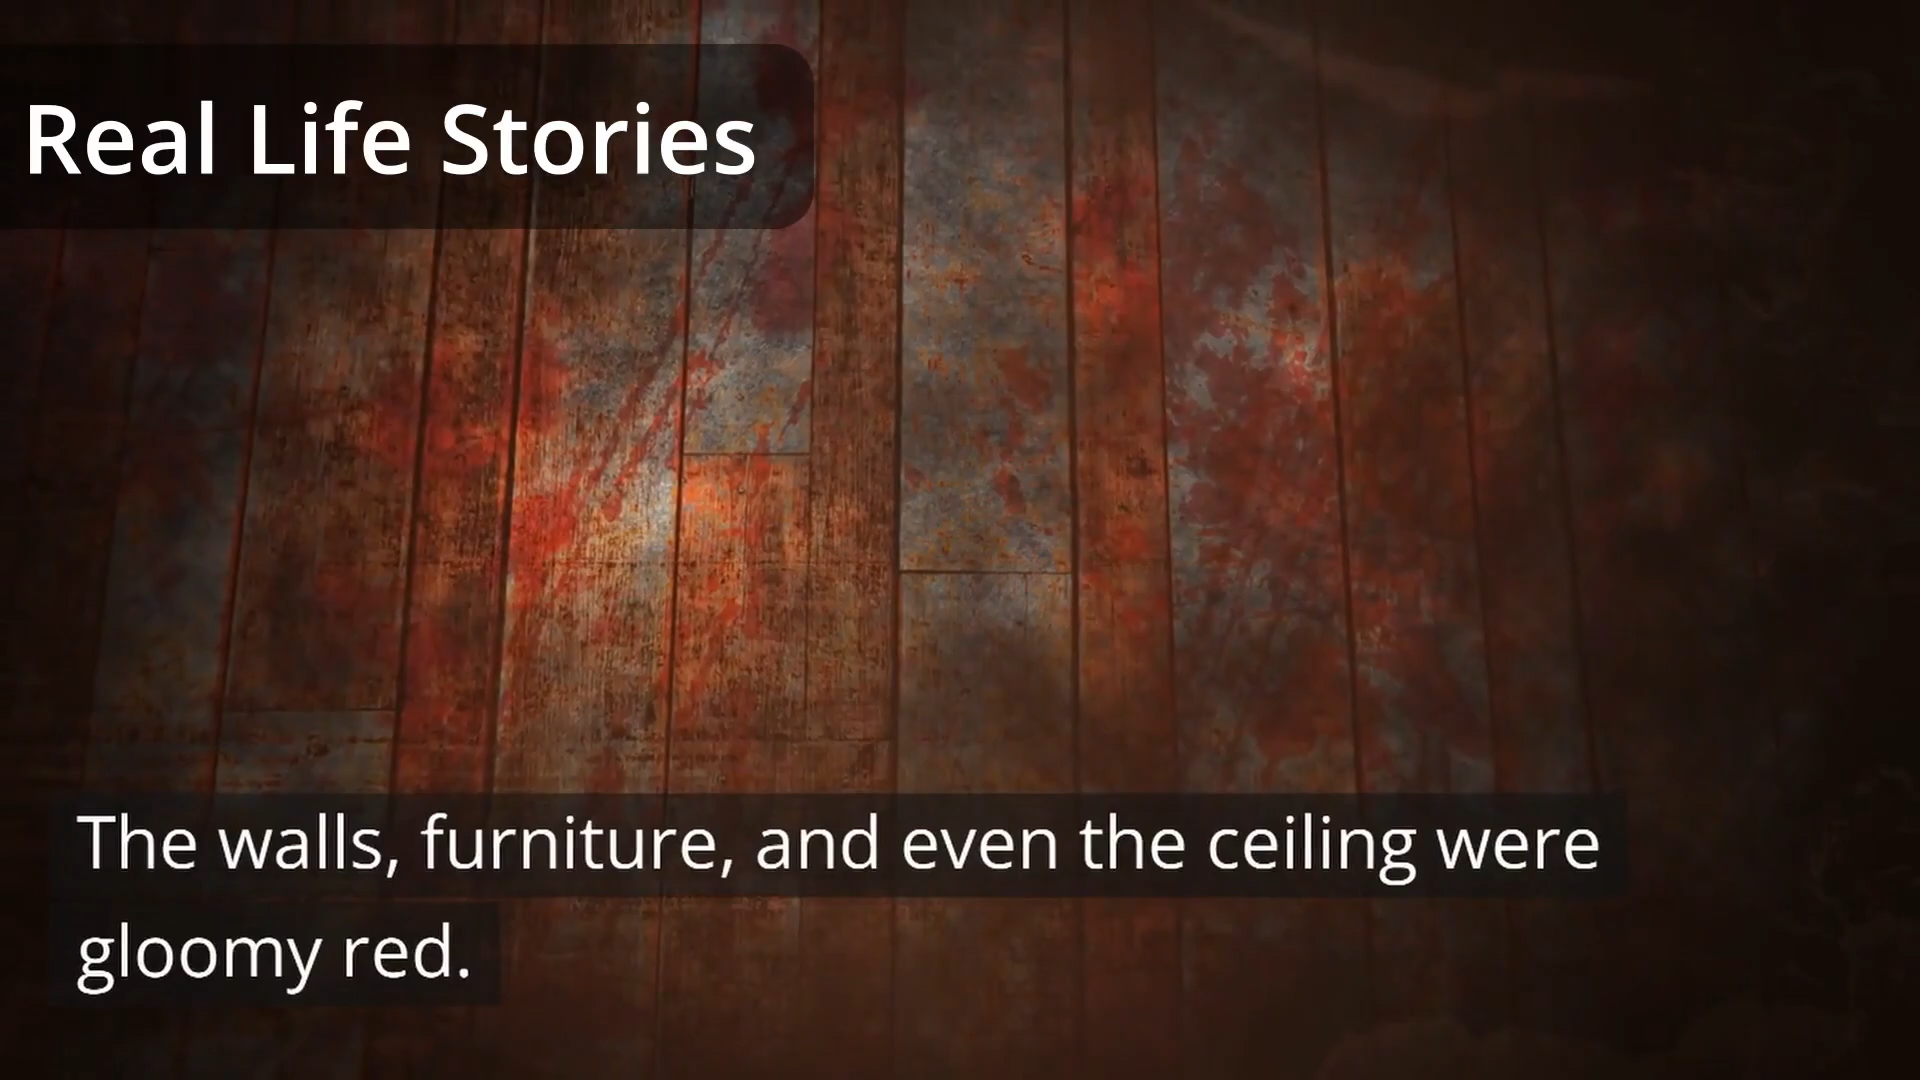 Real Life Stories
The walls, furniture, and even the ceiling were
gloomy red.